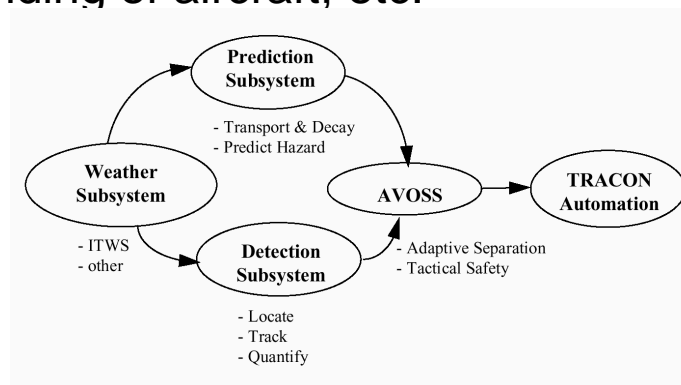 Prediction
Subsystem
- Transport & Decay
- Predict Hazard
Weather
Subsystem
- ITWS
- other
AVOSS
TRACON
Automation
- Adaptive Separation
- Tactical Safety
Detection
Subsystem
- Locate
- Track
- Quantify